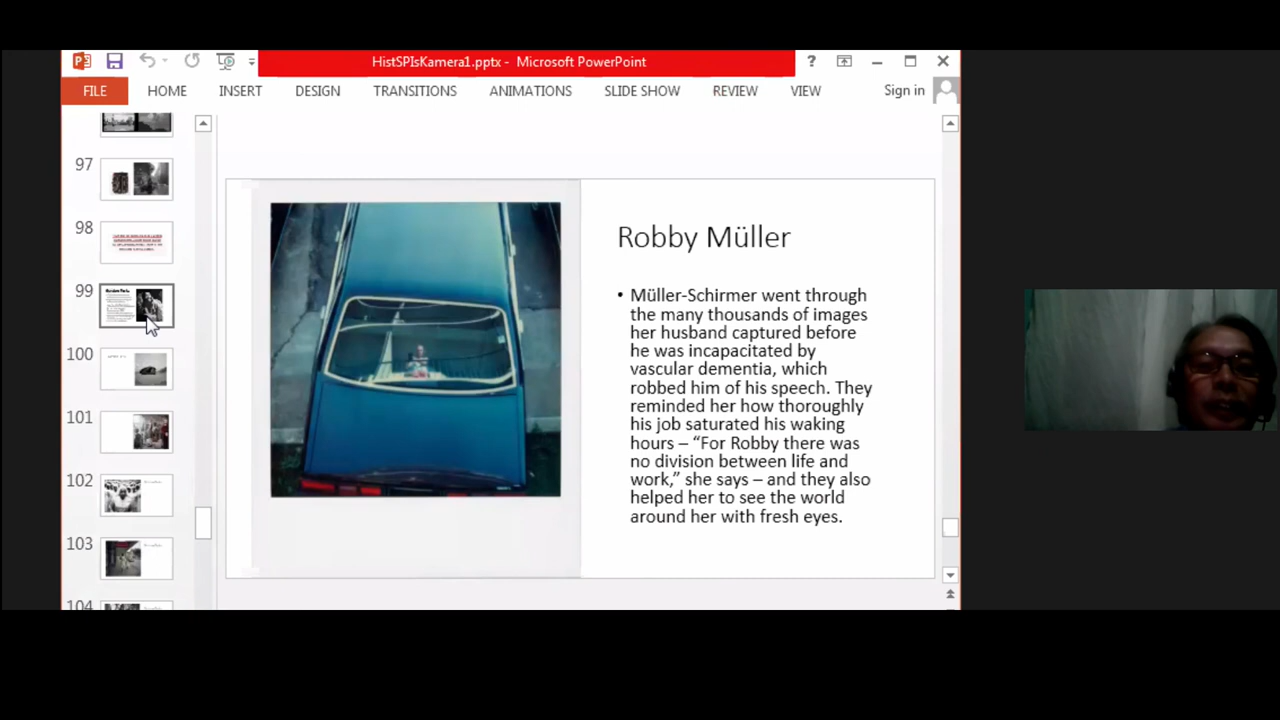 HistSPIsKamera1.pptx - Microsoft PowerPoint
?
FILE HOME INSERT DESIGN TRANSITIONS ANIMATIONS SLIDE SHOW REVIEW VIEW Sign in
97
98
99
100
101
102
103
104
Robby Müller
• Müller-Schirmer went through
the many thousands of images
her husband captured before
he was incapacitated by
vascular dementia, which
robbed him of his speech. They
reminded her how thoroughly
his job saturated his waking
hours – “For Robby there was
no division between life and
work,” she says – and they also
helped her to see the world
around her with fresh eyes.